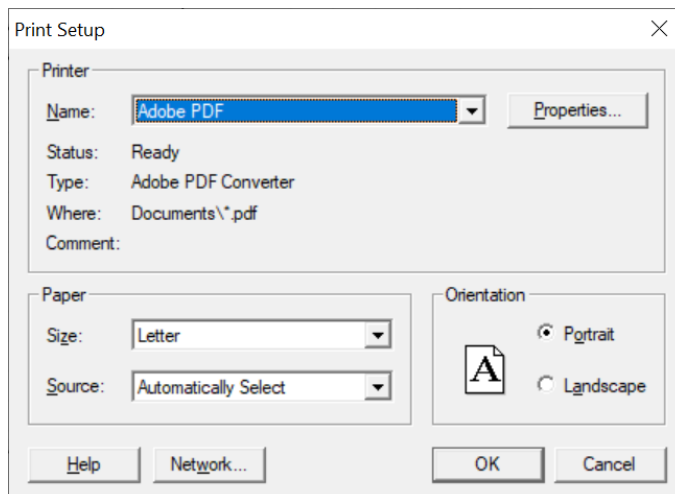 Print Setup
Printer
Name: Adobe PDF Properties...
Status: Ready
Type: Adobe PDF Converter
Where: Documents\*.pdf
Comment:
Paper
Size: Letter
Source: Automatically Select
Orientation
A
Portrait
Landscape
Help Network... OK Cancel